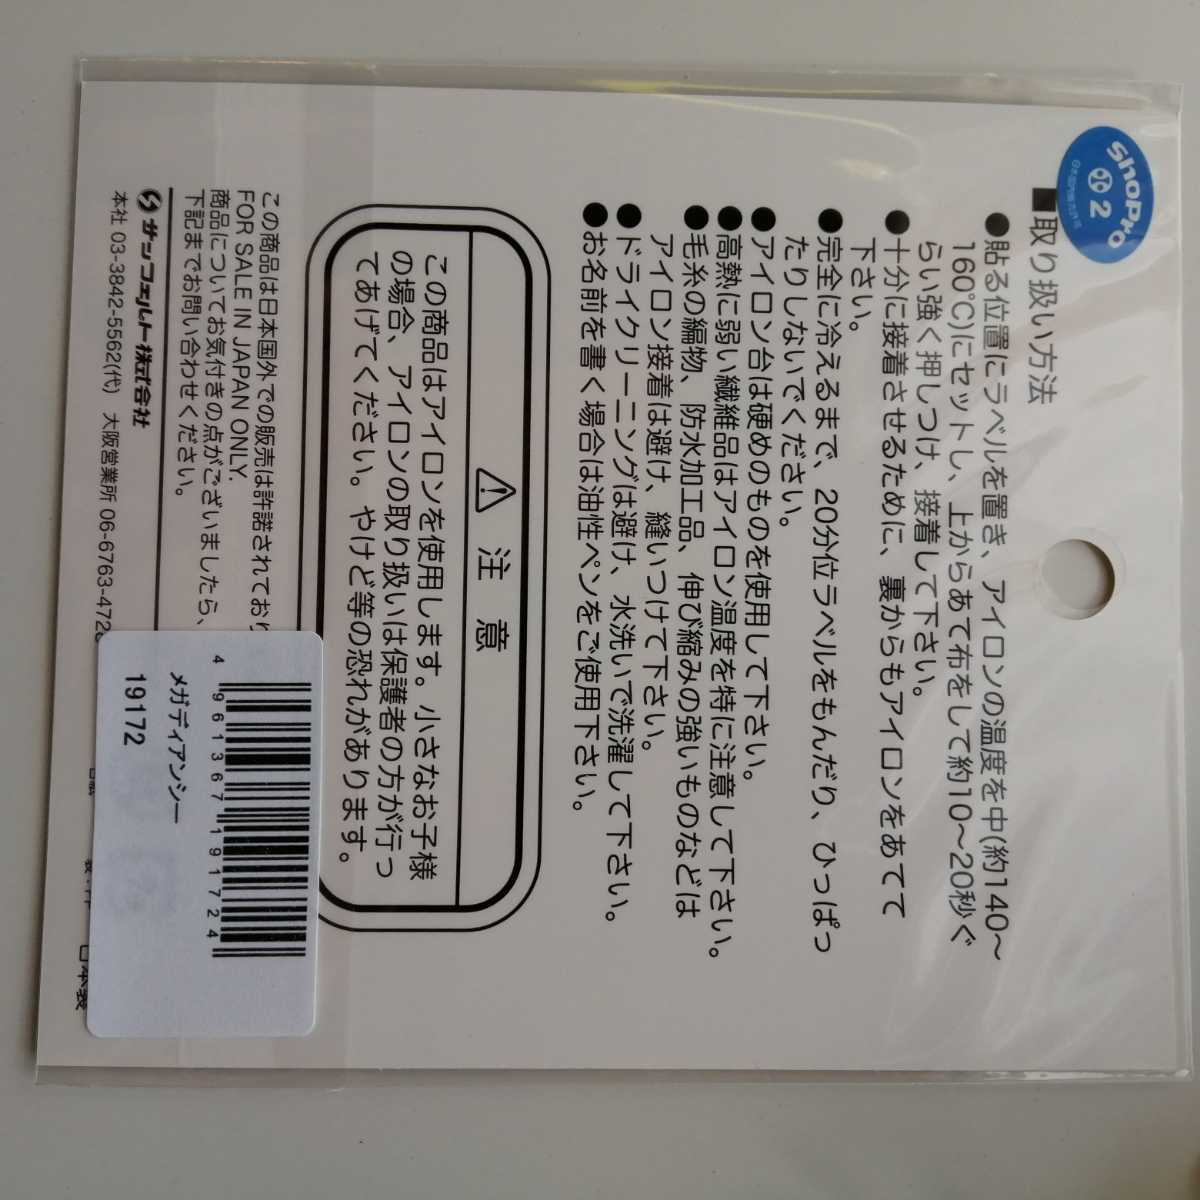 ShoPro
小2
■取り扱い方法
●貼る位置にラベルを置き、アイロンの温度を中(約140〜
160℃)にセットし、上からあて布をして約10〜20秒ぐ
らい強く押しつけ、接着して下さい。
●十分に接着させるために、裏からもアイロンをあてて
下さい。
●完全に冷えるまで、20分位ラベルをもんだり、ひっぱっ
たりしないでください。
●アイロン台は硬めのものを使用して下さい。
●高熱に弱い繊維品はアイロン温度を特に注意して下さい。
●毛糸の編物、防水加工品、伸び縮みの強いものなどは
アイロン接着は避け、縫いつけて下さい。
●ドライクリーニングは避け、水洗いで洗濯して下さい。
●お名前を書く場合は油性ペンをご使用下さい。
⚠ 注 意
この商品はアイロンを使用します。小さなお子様
の場合、アイロンの取り扱いは保護者の方が行っ
てあげてください。やけど等の恐れがあります。
この商品は日本国外での販売は許諾されており
FOR SALE IN JAPAN ONLY.
商品についてお気付きの点がございましたら、
下記までお問い合わせください。
サンフェルト株式会社
本社 03-3842-5562(代) 大阪営業所 06-6763-472
日本製
4 961367 191724
メガディアンシー
19172